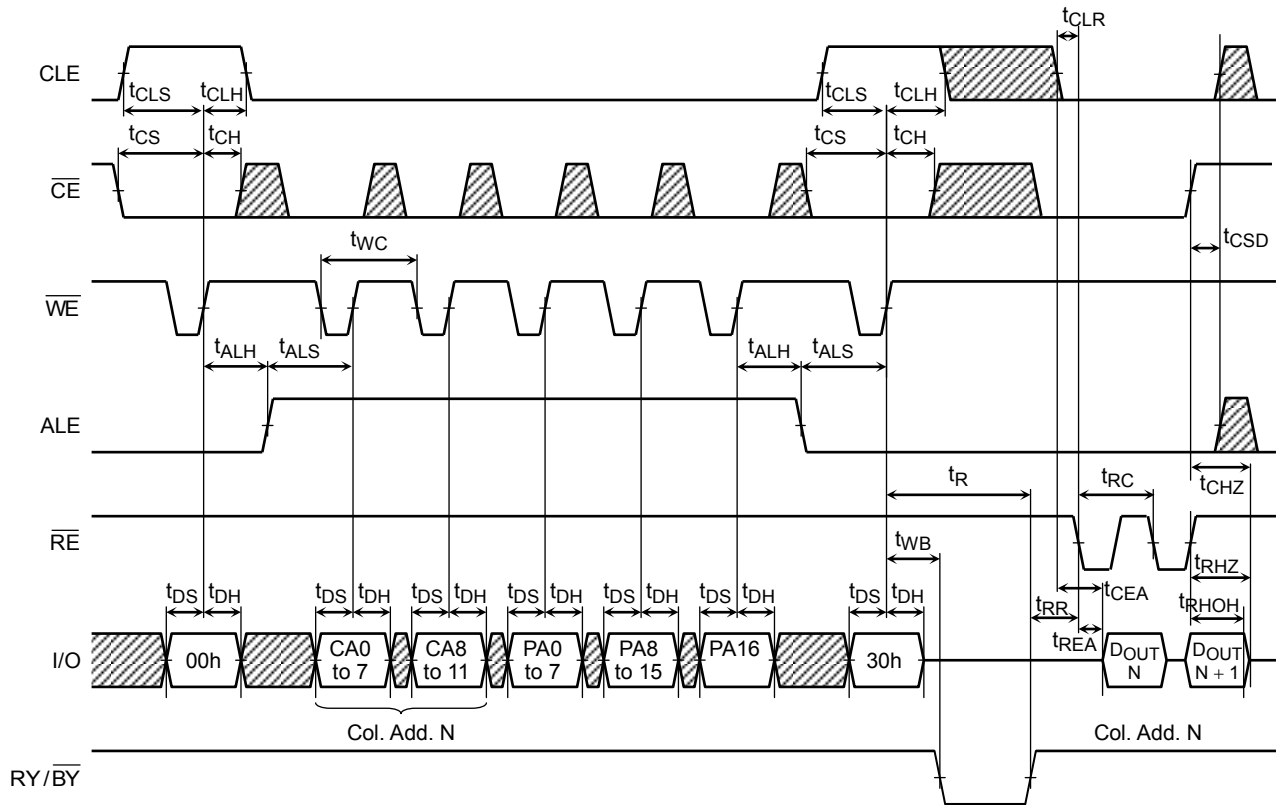 tCLR
CLE
tCLS tCLH tCLS tCLH
tCS tCH tCS tCH
CE
tWC
tCSD
WE
tALH tALS tALH tALS
ALE
tR tRC tCHZ
RE
tWB
tRHZ
tDS tDH tDS tDH tDS tDH tDS tDH tDS tDH tDS tDH tDS tDH
tCEA
tRR tRHOH
tREA
I/O
00h
CA0
to 7
CA8
to 11
PA0
to 7
PA8
to 15
PA16
30h
DOUT
N
DOUT
N + 1
Col. Add. N
Col. Add. N
RY/BY